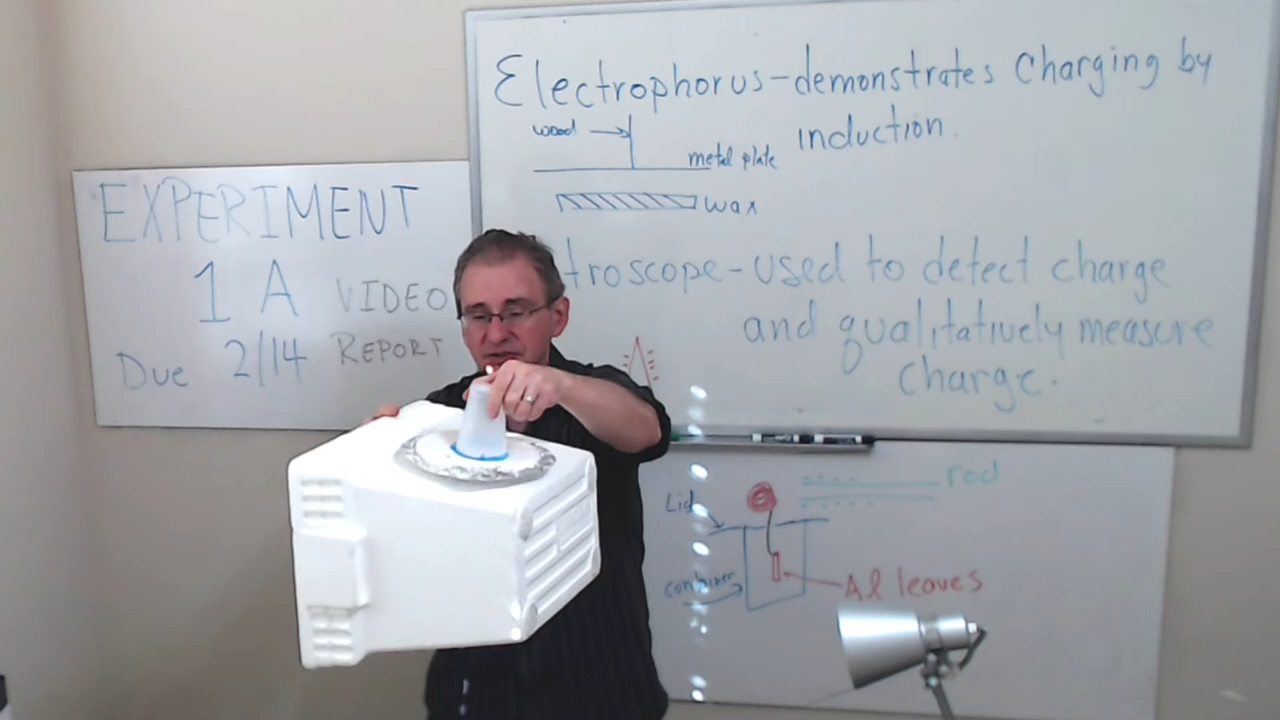 EXPERIMENT
1 A VIDEO
Due 2/14 REPORT
Electrophorus-demonstrates Charging by
induction.
wood
metal plate
wax
troscope-used to detect charge
and qualitatively measure
charge.
Lid
rod
container
Al leaves